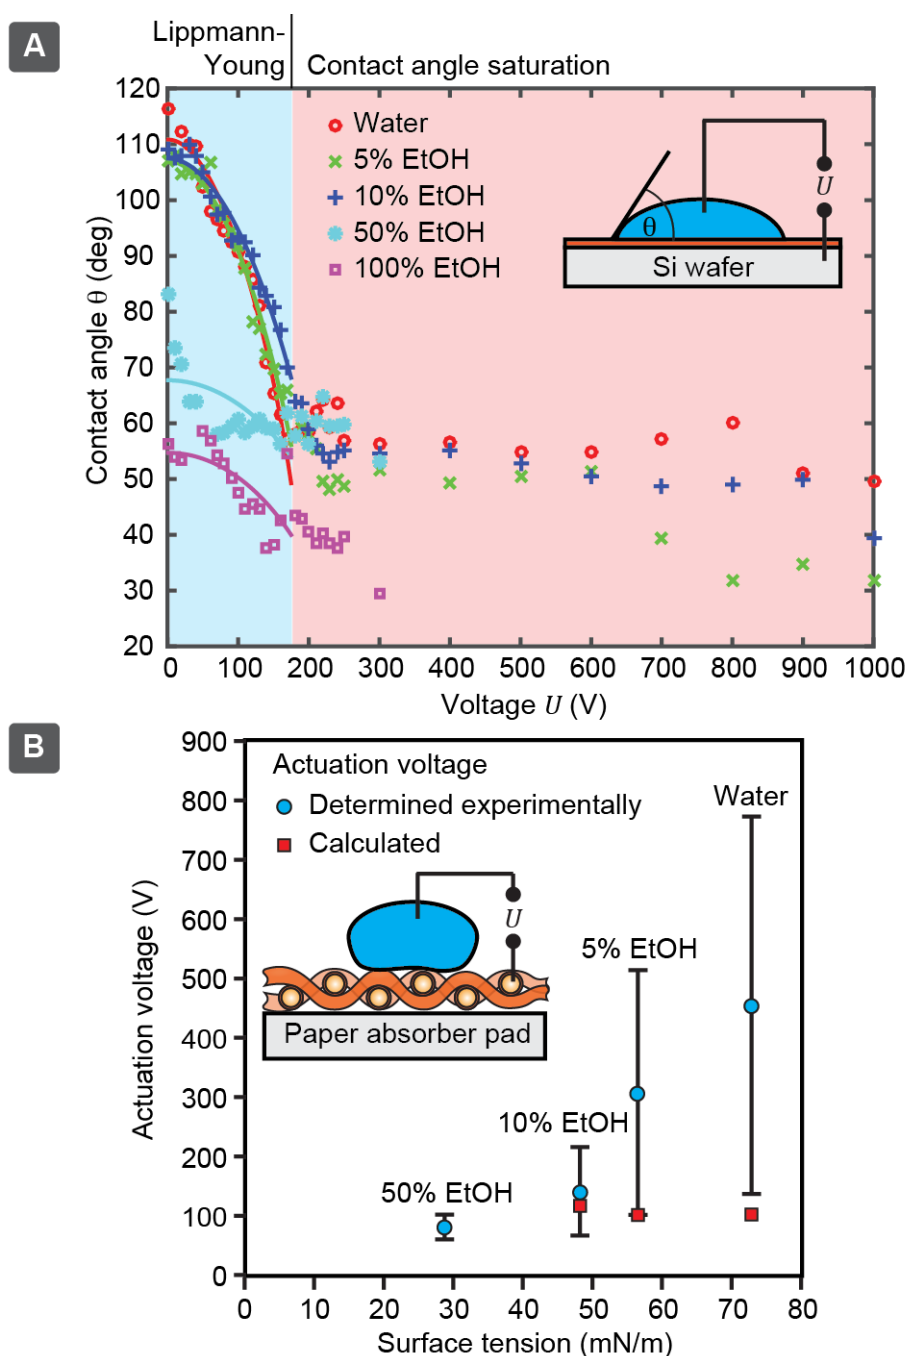 A
Lippmann-
Young
Contact angle saturation
120
110
100
90
80
70
60
50
40
30
20
Contact angle θ (deg)
Water
5% EtOH
10% EtOH
50% EtOH
100% EtOH
U
θ
Si wafer
0 100 200 300 400 500 600 700 800 900 1000
Voltage U (V)
B
900
800
700
600
500
400
300
200
100
0
Actuation voltage (V)
Actuation voltage
Determined experimentally
Calculated
Water
U
5% EtOH
Paper absorber pad
10% EtOH
50% EtOH
0 10 20 30 40 50 60 70 80
Surface tension (mN/m)